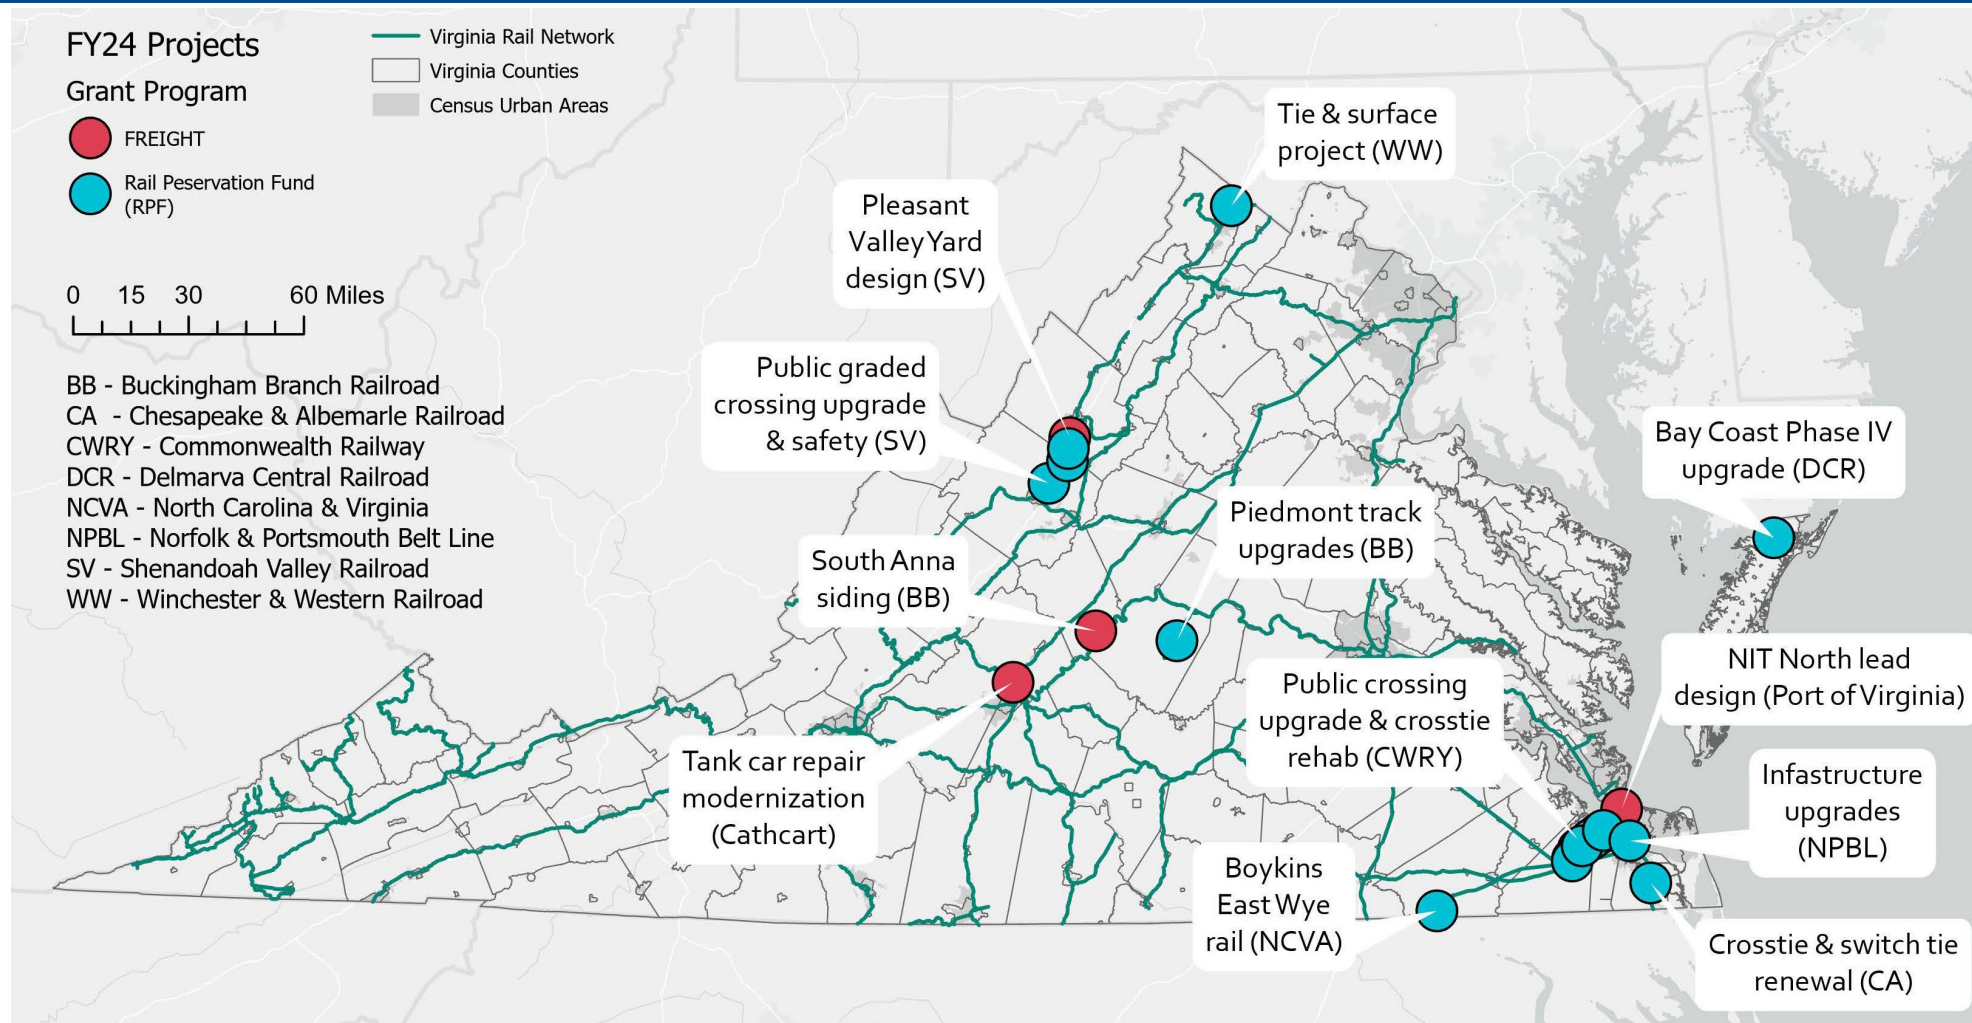 FY24 Projects
Grant Program
FREIGHT
Rail Peservation Fund
(RPF)
Virginia Rail Network
Virginia Counties
Census Urban Areas
0 15 30 60 Miles
BB - Buckingham Branch Railroad
CA - Chesapeake & Albemarle Railroad
CWRY - Commonwealth Railway
DCR - Delmarva Central Railroad
NCVA - North Carolina & Virginia
NPBL - Norfolk & Portsmouth Belt Line
SV - Shenandoah Valley Railroad
WW - Winchester & Western Railroad
Tie & surface
project (WW)
Pleasant
Valley Yard
design (SV)
Public graded
crossing upgrade
& safety (SV)
Bay Coast Phase IV
upgrade (DCR)
Piedmont track
upgrades (BB)
South Anna
siding (BB)
NIT North lead
design (Port of Virginia)
Public crossing
upgrade & crosstie
rehab (CWRY)
Tank car repair
modernization
(Cathcart)
Infastructure
upgrades
(NPBL)
Boykins
East Wye
rail (NCVA)
Crosstie & switch tie
renewal (CA)